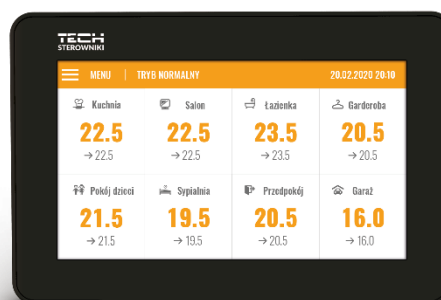 TECH
STEROWNIKI
MENU | TRYB NORMALNY 20.02.2020 20:10
Kuchnia Salon Łazienka Garderoba
22.5 22.5 23.5 20.5
→ 22.5 → 22.5 → 23.5 → 20.5
Pokój dzieci Sypialnia Przedpokój Garaż
21.5 19.5 20.5 16.0
→ 21.5 → 19.5 → 20.5 → 16.0